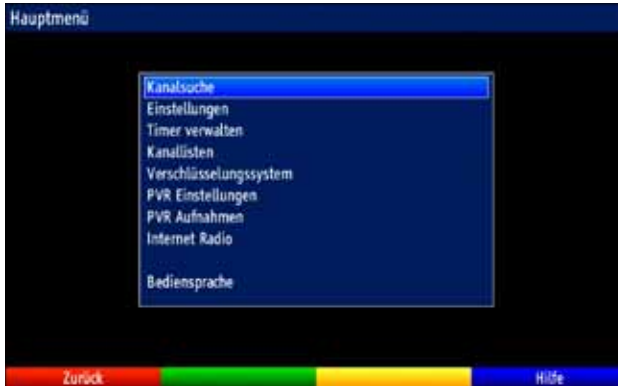 Hauptmenü
Kanalsuche
Einstellungen
Timer verwalten
Kanallisten
Verschlüsselungssystem
PVR Einstellungen
PVR Aufnahmen
Internet Radio
Bediensprache
Zurück Hilfe